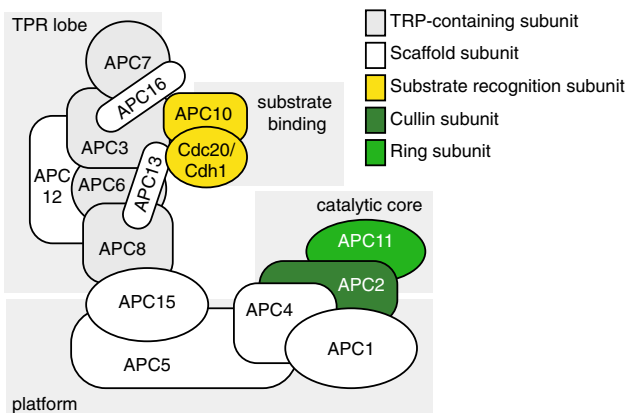 TPR lobe
APC7
APC16
APC10
Cdc20/
Cdh1
substrate
binding
APC3
APC13
APC
12
APC6
APC8
catalytic core
APC11
APC2
APC15
APC4
APC5
APC1
platform
TRP-containing subunit
Scaffold subunit
Substrate recognition subunit
Cullin subunit
Ring subunit